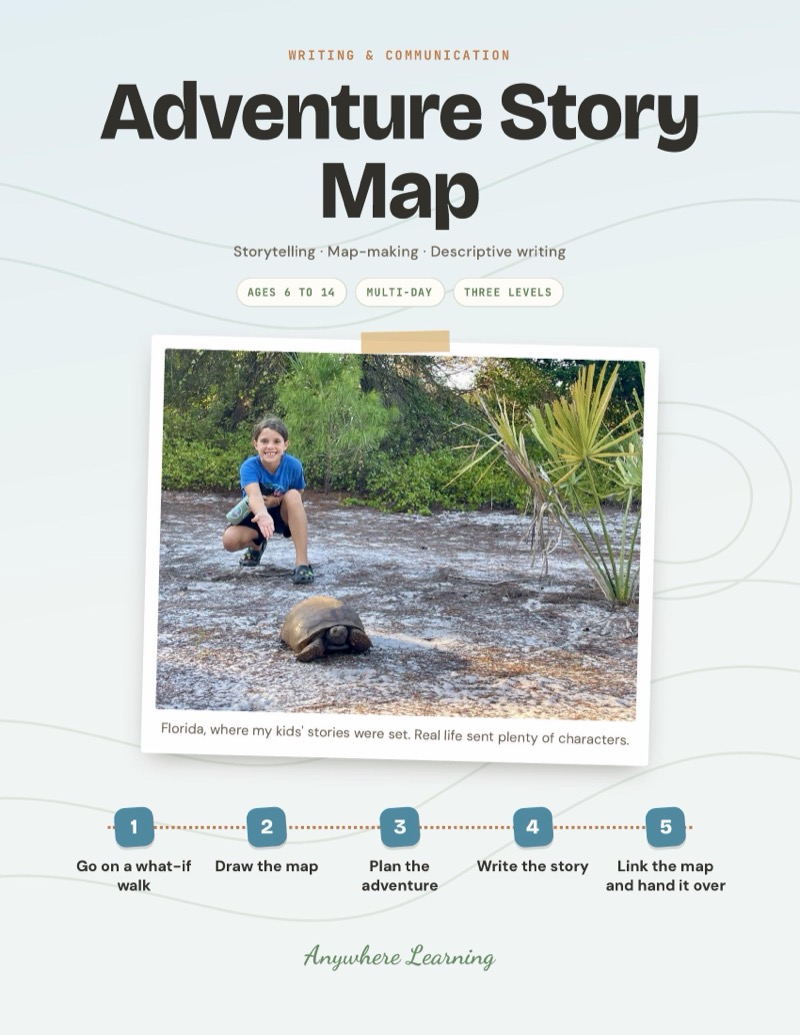 WRITING & COMMUNICATION
Adventure Story
Map
Storytelling · Map-making · Descriptive writing
AGES 6 TO 14 MULTI-DAY THREE LEVELS
Florida, where my kids' stories were set. Real life sent plenty of characters.
1 2 3 4 5
Go on a what-if Draw the map Plan the Write the story Link the map
walk adventure and hand it over
Anywhere Learning